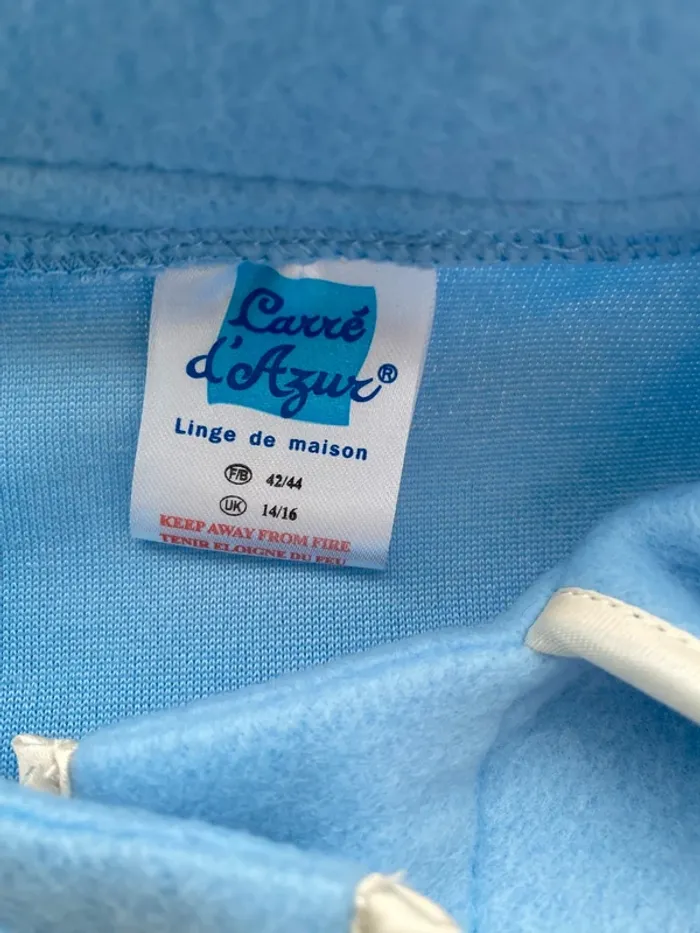 Carré
d'Azur®
Linge de maison
F/B 42/44
UK 14/16
KEEP AWAY FROM FIRE
TENIR ELOIGNE DU FEU